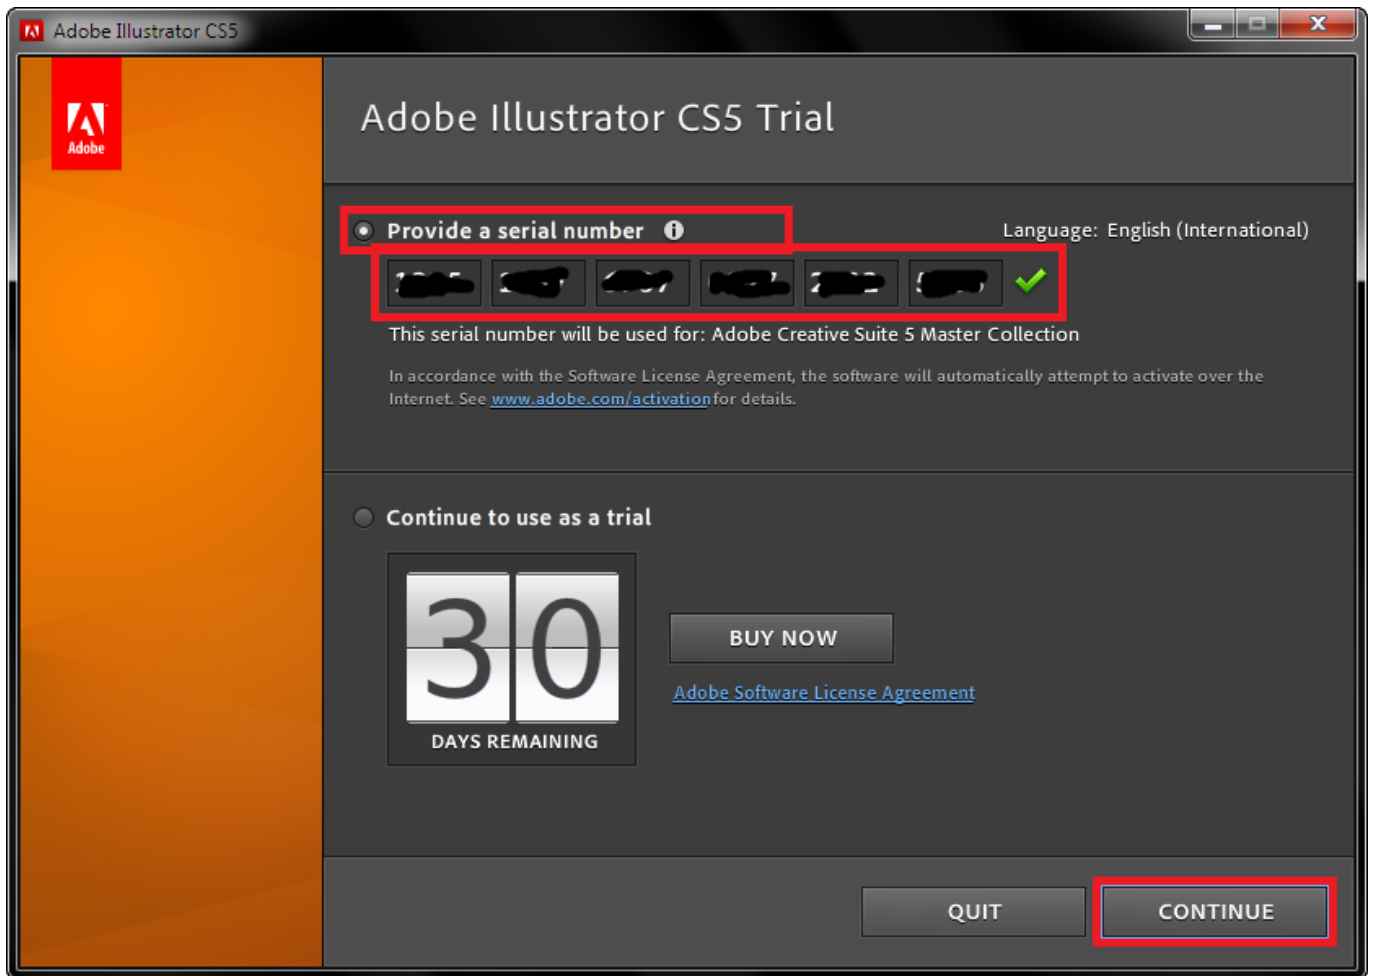 Adobe Illustrator CS5
Adobe
Adobe Illustrator CS5 Trial
Provide a serial number
Language: English (International)
This serial number will be used for: Adobe Creative Suite 5 Master Collection
In accordance with the Software License Agreement, the software will automatically attempt to activate over the
Internet. See www.adobe.com/activation for details.
Continue to use as a trial
30
DAYS REMAINING
BUY NOW
Adobe Software License Agreement
QUIT
CONTINUE